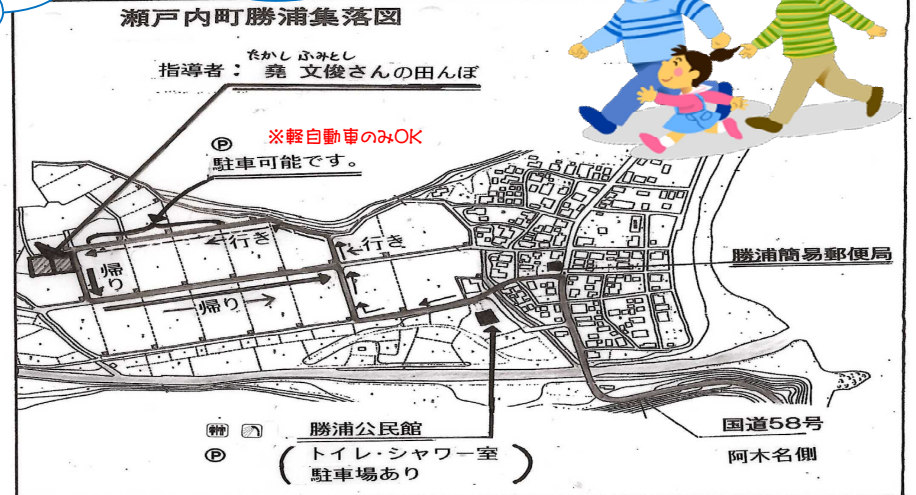 瀬戸内町勝浦集落図
たかし ふみとし
指導者：堯 文俊さんの田んぼ
※軽自動車のみOK
Ⓟ
駐車可能です。
行き
行き
帰り
帰り
勝浦簡易郵便局
勝浦公民館
Ⓟ
(トイレ・シャワー室
駐車場あり)
国道58号
阿木名側